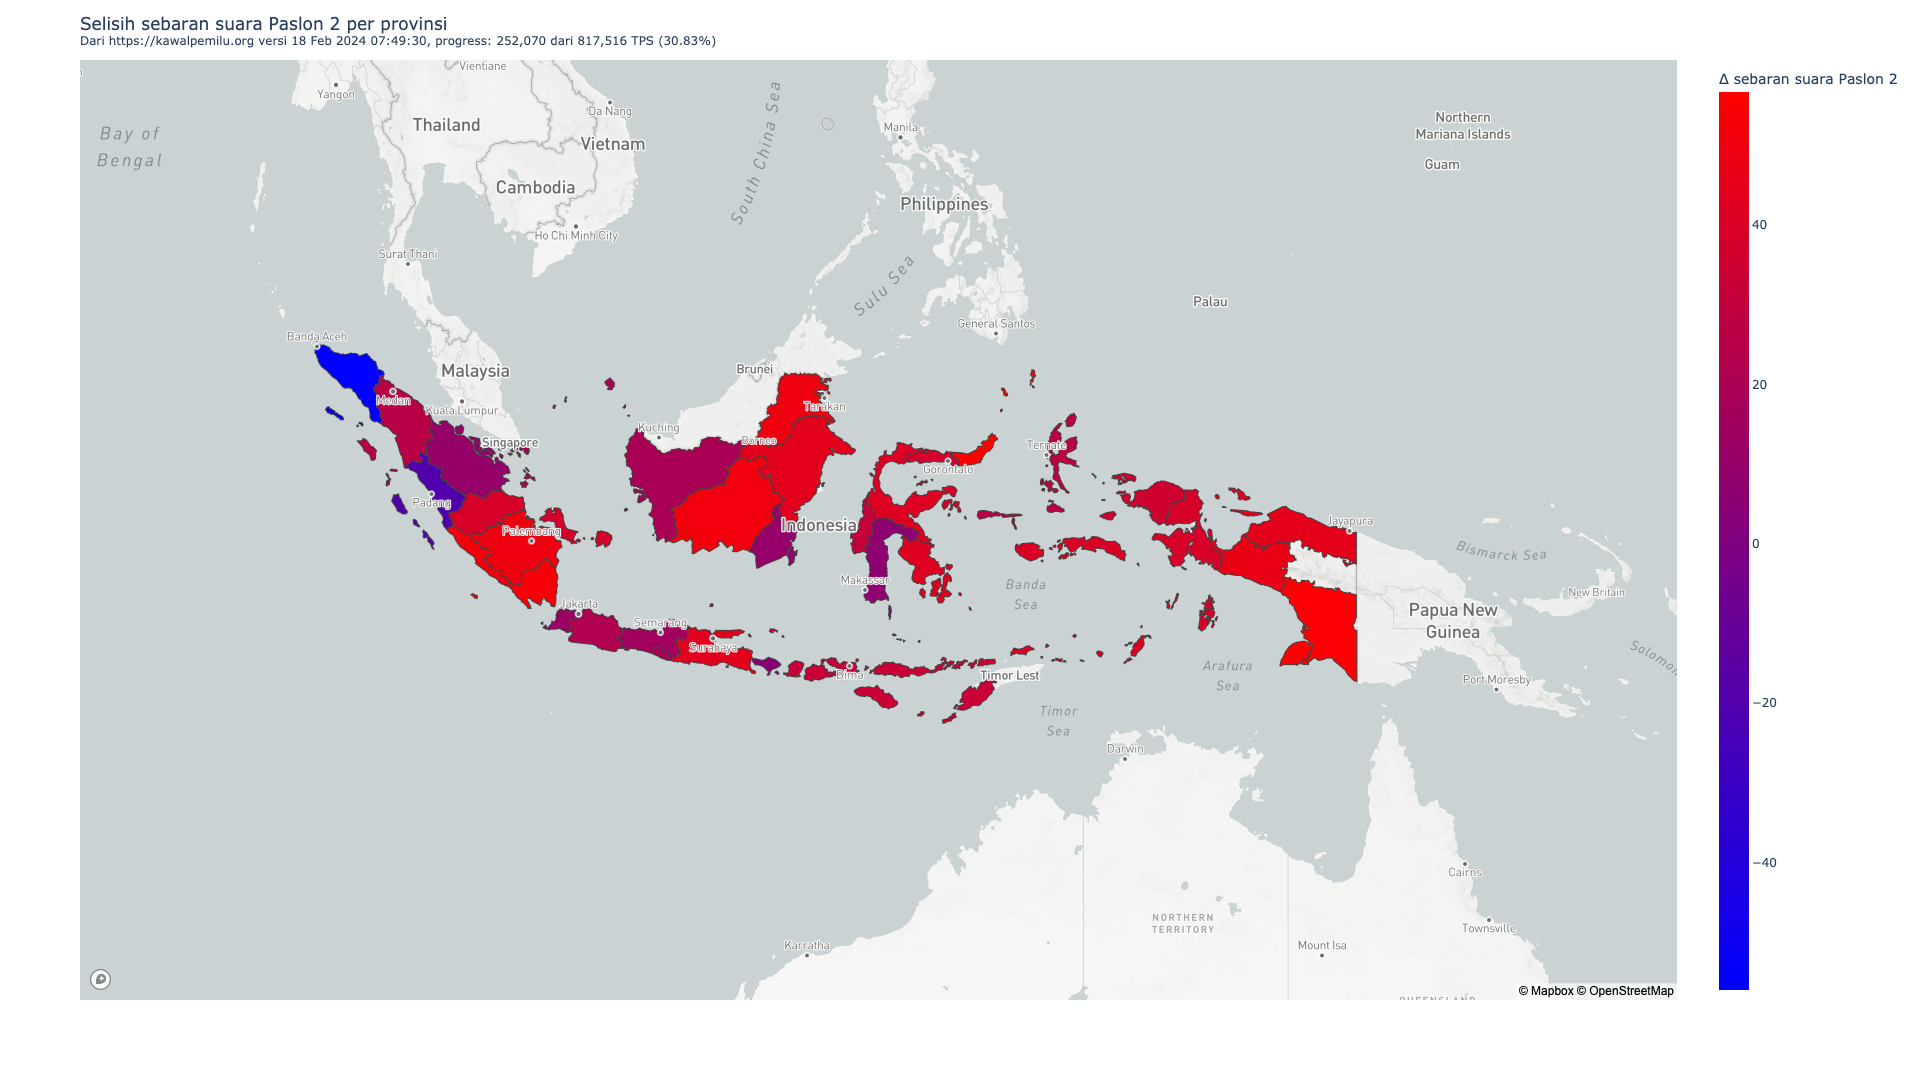 Selisih sebaran suara Paslon 2 per provinsi
Dari https://kawalpemilu.org versi 18 Feb 2024 07:49:30, progress: 252,070 dari 817,516 TPS (30.83%)
Δ sebaran suara Paslon 2
40
20
0
−20
−40
Vientiane
Yangon
Da Nang
Thailand
Vietnam
Bay of
Bengal
South China Sea
Manila
Northern
Mariana Islands
Guam
Cambodia
Philippines
Ho Chi Minh City
Surat Thani
Sulu Sea
Palau
General Santos
Banda Aceh
Malaysia
Brunei
Medan
Kuala Lumpur
Tarakan
Kuching
Singapore
Borneo
Ternate
Gorontalo
Padang
Palembang
Indonesia
Jayapura
Bismarck Sea
Makassar
Banda
Sea
New Britain
Jakarta
Semarang
Surabaya
Papua New
Guinea
Bima
Timor Lest
Arafura
Sea
Solomon
Port Moresby
Timor
Sea
Darwin
Cairns
NORTHERN
TERRITORY
Townsville
Karratha
Mount Isa
QUEENSLAND
© Mapbox © OpenStreetMap